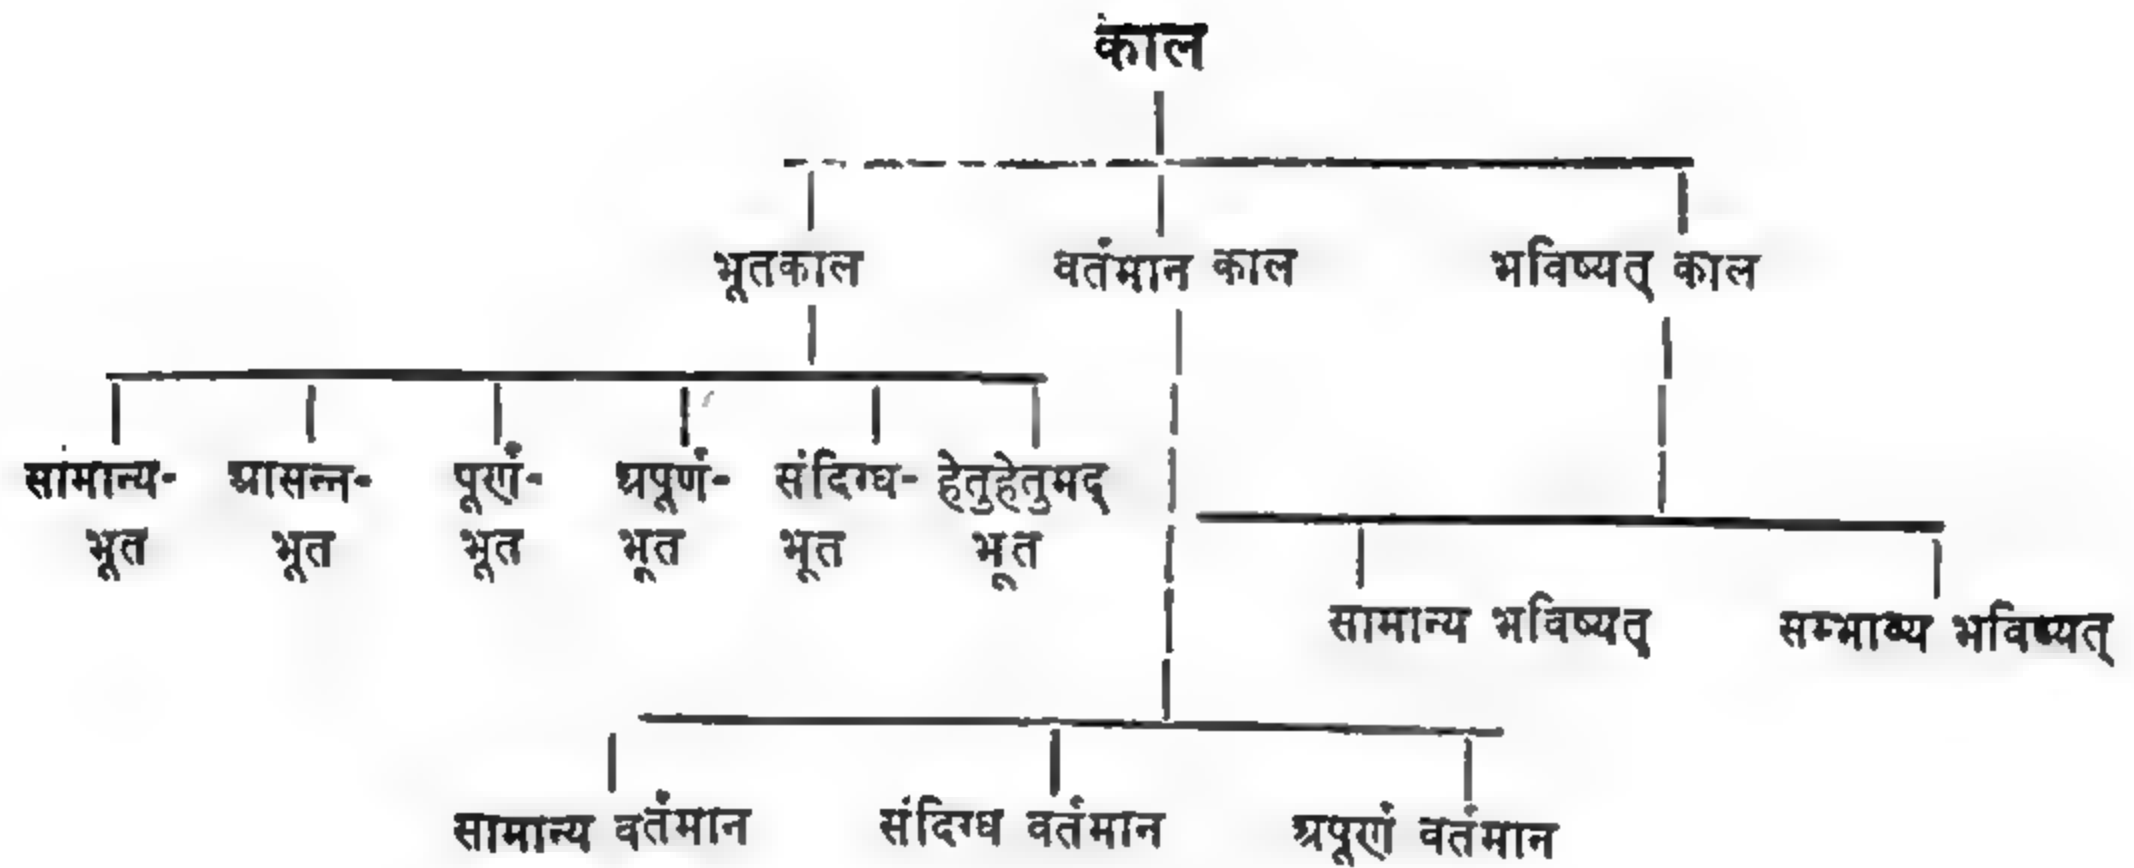 काल
भूतकाल वर्तमान काल भविष्यत् काल
सामान्य- आसन्न- पूर्ण- अपूर्ण- संदिग्ध- हेतुहेतुमद्
भूत भूत भूत भूत भूत भूत
सामान्य भविष्यत् सम्भाव्य भविष्यत्
सामान्य वर्तमान संदिग्ध वर्तमान अपूर्ण वर्तमान